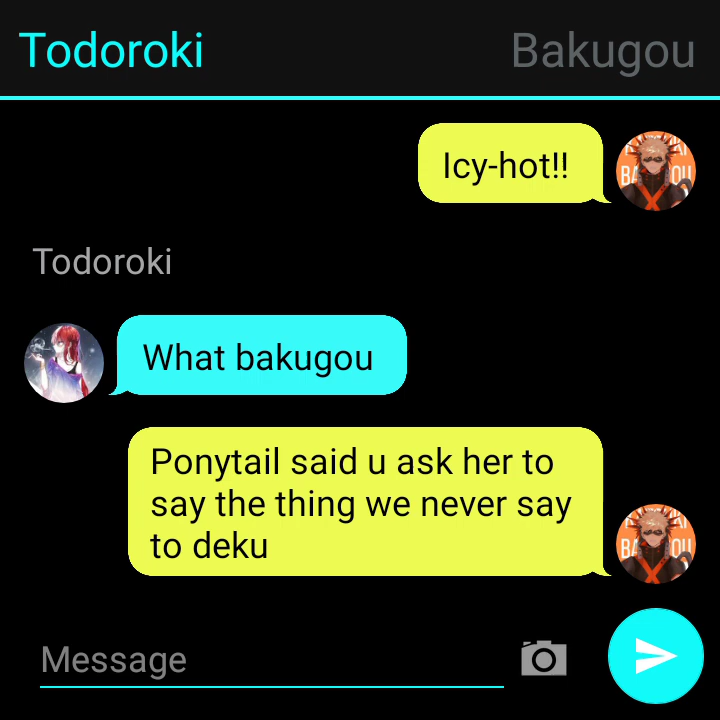 Todoroki Bakugou
Icy-hot!!
Todoroki
What bakugou
Ponytail said u ask her to
say the thing we never say
to deku
Message